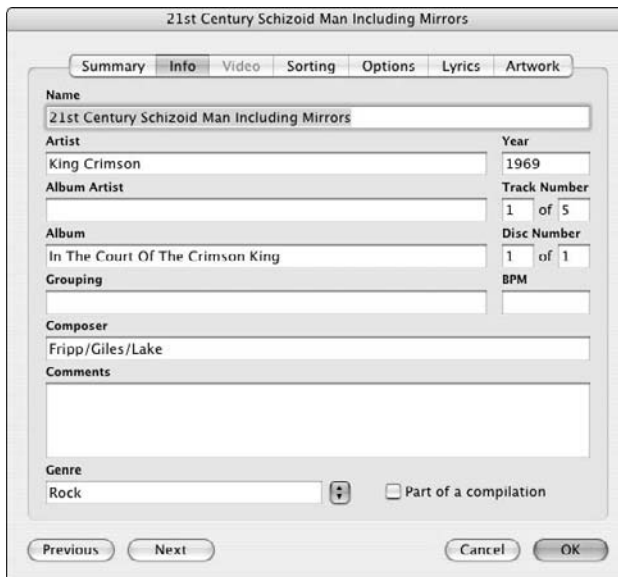 21st Century Schizoid Man Including Mirrors
Summary Info Video Sorting Options Lyrics Artwork
Name
21st Century Schizoid Man Including Mirrors
Artist Year
King Crimson 1969
Album Artist Track Number
1 of 5
Album Disc Number
In The Court Of The Crimson King 1 of 1
Grouping BPM
Composer
Fripp/Giles/Lake
Comments
Genre
Rock Part of a compilation
Previous Next Cancel OK